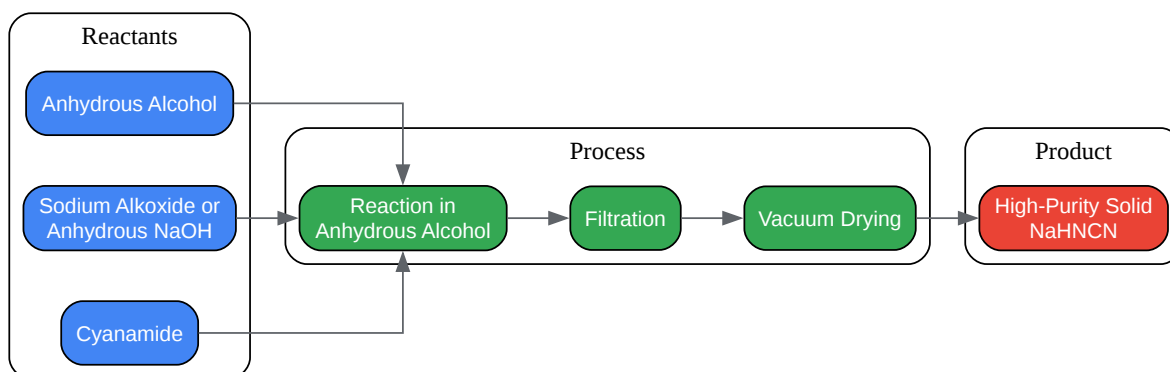 Reactants
Anhydrous Alcohol
Sodium Alkoxide or
Anhydrous NaOH
Cyanamide
Process
Reaction in
Anhydrous Alcohol
Filtration
Vacuum Drying
Product
High-Purity Solid
NaHNCN